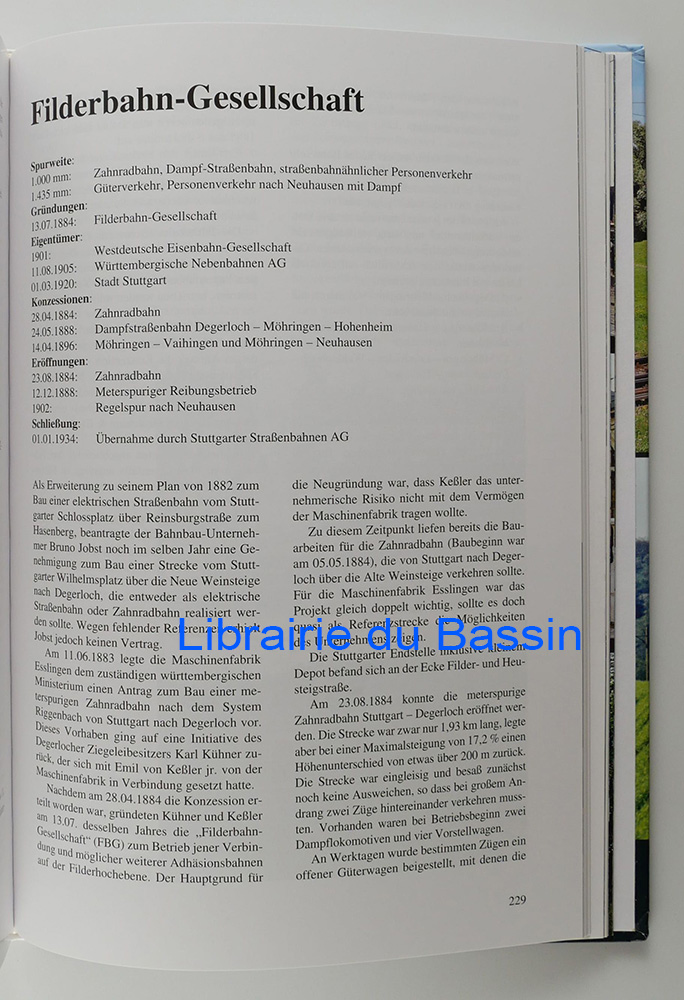 Filderbahn-Gesellschaft
Spurweite:
1.000 mm: Zahnradbahn, Dampf-Straßenbahn, straßenbahnähnlicher Personenverkehr
1.435 mm: Güterverkehr, Personenverkehr nach Neuhausen mit Dampf
Gründungen:
13.07.1884: Filderbahn-Gesellschaft
Eigentümer:
1901: Westdeutsche Eisenbahn-Gesellschaft
11.08.1905: Württembergische Nebenbahnen AG
01.03.1920: Stadt Stuttgart
Konzessionen:
28.04.1884: Zahnradbahn
24.05.1888: Dampfstraßenbahn Degerloch – Möhringen – Hohenheim
14.04.1896: Möhringen – Vaihingen und Möhringen – Neuhausen
Eröffnungen:
23.08.1884: Zahnradbahn
12.12.1888: Meterspuriger Reibungsbetrieb
1902: Regelspur nach Neuhausen
Schließung:
01.01.1934: Übernahme durch Stuttgarter Straßenbahnen AG
Als Erweiterung zu seinem Plan von 1882 zum
Bau einer elektrischen Straßenbahn vom Stutt-
garter Schlossplatz über Reinsburgstraße zum
Hasenberg, beantragte der Bahnbau-Unterneh-
mer Bruno Jobst noch im selben Jahr eine Ge-
nehmigung zum Bau einer Strecke vom Stutt-
garter Wilhelmsplatz über die Neue Weinsteige
nach Degerloch, die entweder als elektrische
Straßenbahn oder Zahnradbahn realisiert wer-
den sollte. Wegen fehlender Referenzen erhielt
Jobst jedoch keinen Vertrag.
Am 11.06.1883 legte die Maschinenfabrik
Esslingen dem zuständigen württembergischen
Ministerium einen Antrag zum Bau einer me-
terspurigen Zahnradbahn nach dem System
Riggenbach von Stuttgart nach Degerloch vor.
Dieses Vorhaben ging auf eine Initiative des
Degerlocher Ziegeleibesitzers Karl Kühner zu-
rück, der sich mit Emil von Keßler jr. von der
Maschinenfabrik in Verbindung gesetzt hatte.
Nachdem am 28.04.1884 die Konzession er-
teilt worden war, gründeten Kühner und Keßler
am 13.07. desselben Jahres die „Filderbahn-
Gesellschaft“ (FBG) zum Betrieb jener Verbin-
dung und möglicher weiterer Adhäsionsbahnen
auf der Filderhochebene. Der Hauptgrund für
die Neugründung war, dass Keßler das unter-
nehmerische Risiko nicht mit dem Vermögen
der Maschinenfabrik tragen wollte.
Zu diesem Zeitpunkt liefen bereits die Bau-
arbeiten für die Zahnradbahn (Baubeginn war
am 05.05.1884), die von Stuttgart nach Deger-
loch über die Alte Weinsteige verkehren sollte.
Für die Maschinenfabrik Esslingen war das
Projekt gleich doppelt wichtig, sollte es doch
quasi als Referenzstrecke die Möglichkeiten
des Unternehmens zeigen.
Die Stuttgarter Endstelle inklusive kleinem
Depot befand sich an der Ecke Filder- und Heu-
steigstraße.
Am 23.08.1884 konnte die meterspurige
Zahnradbahn Stuttgart – Degerloch eröffnet wer-
den. Die Strecke war zwar nur 1,93 km lang, legte
aber bei einer Maximalsteigung von 17,2 % einen
Höhenunterschied von etwas über 200 m zurück.
Die Strecke war eingleisig und besaß zunächst
noch keine Ausweichen, so dass bei großem An-
drang zwei Züge hintereinander verkehren muss-
ten. Vorhanden waren bei Betriebsbeginn zwei
Dampflokomotiven und vier Vorstellwagen.
An Werktagen wurde bestimmten Zügen ein
offener Güterwagen beigestellt, mit denen die
229
Librairie du Bassin